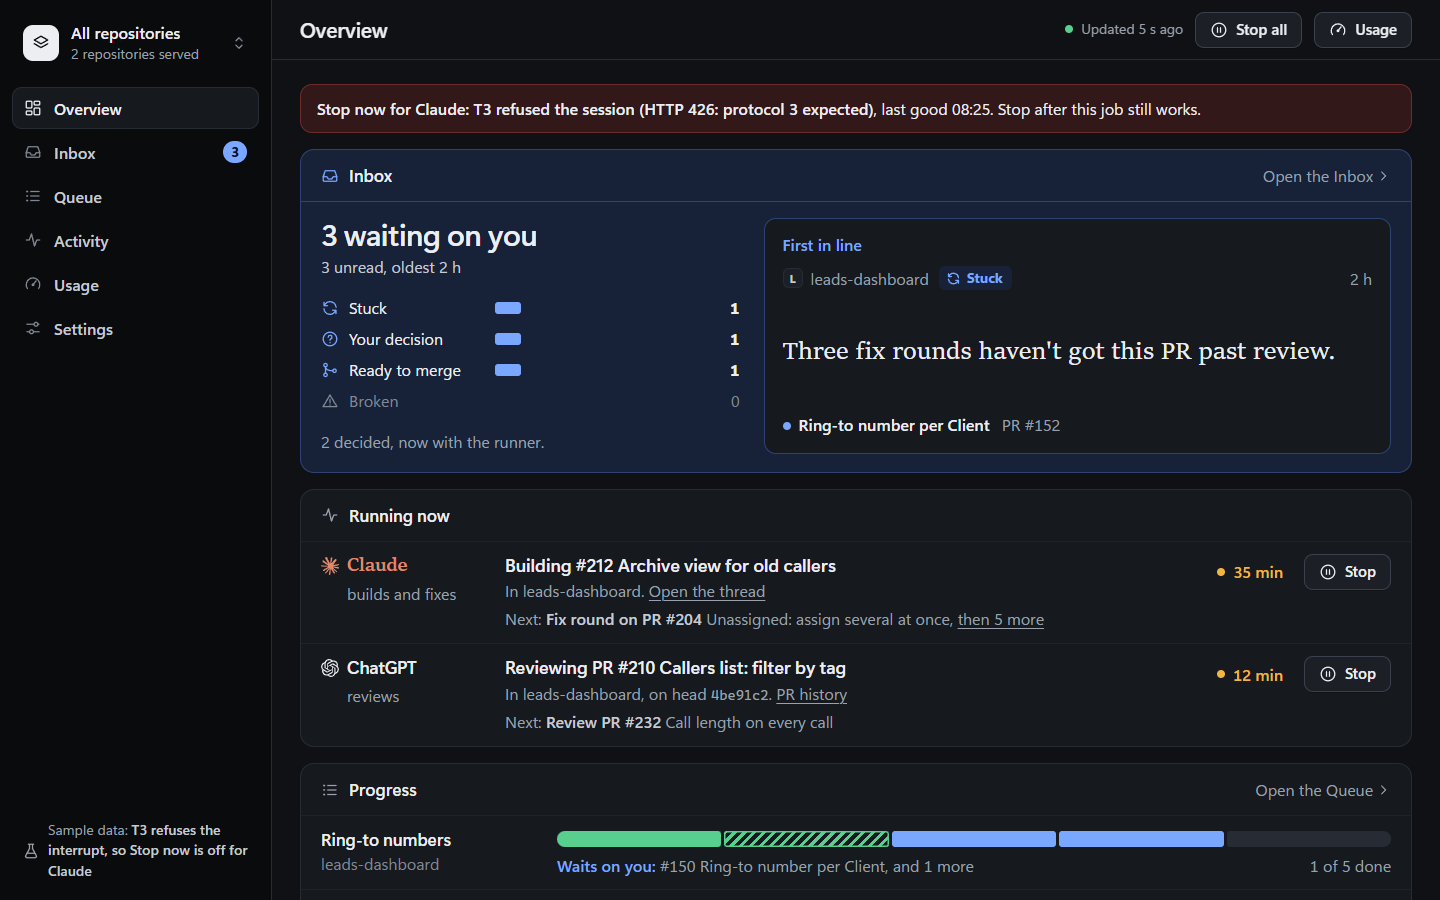 All repositories
2 repositories served
Overview
Inbox 3
Queue
Activity
Usage
Settings
Sample data: T3 refuses the
interrupt, so Stop now is off for
Claude
Overview
Updated 5 s ago
Stop all
Usage
Stop now for Claude: T3 refused the session (HTTP 426: protocol 3 expected), last good 08:25. Stop after this job still works.
Inbox
Open the Inbox
3 waiting on you
3 unread, oldest 2 h
Stuck 1
Your decision 1
Ready to merge 1
Broken 0
2 decided, now with the runner.
First in line
L leads-dashboard Stuck 2 h
Three fix rounds haven't got this PR past review.
Ring-to number per Client PR #152
Running now
Claude
builds and fixes
Building #212 Archive view for old callers
In leads-dashboard. Open the thread
Next: Fix round on PR #204 Unassigned: assign several at once, then 5 more
35 min
Stop
ChatGPT
reviews
Reviewing PR #210 Callers list: filter by tag
In leads-dashboard, on head 4be91c2. PR history
Next: Review PR #232 Call length on every call
12 min
Stop
Progress
Open the Queue
Ring-to numbers
leads-dashboard
Waits on you: #150 Ring-to number per Client, and 1 more
1 of 5 done